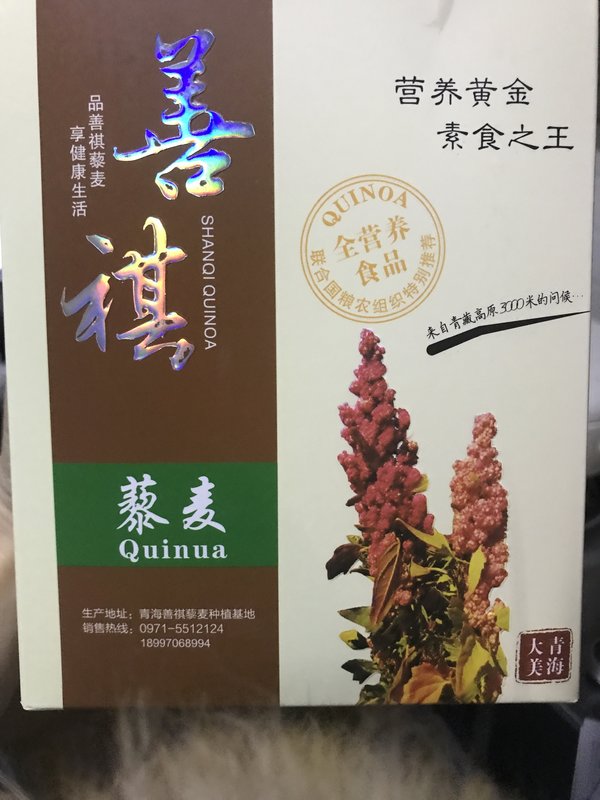 善祺
品善祺藜麦
享健康生活
SHANQI QUINOA
藜麦
Quinua
生产地址：青海善祺藜麦种植基地
销售热线：0971-5512124
18997068994
营养黄金
素食之王
QUINOA
全营养
食品
联合国粮农组织特别推荐
来自青藏高原3000米的问候…
大美青海